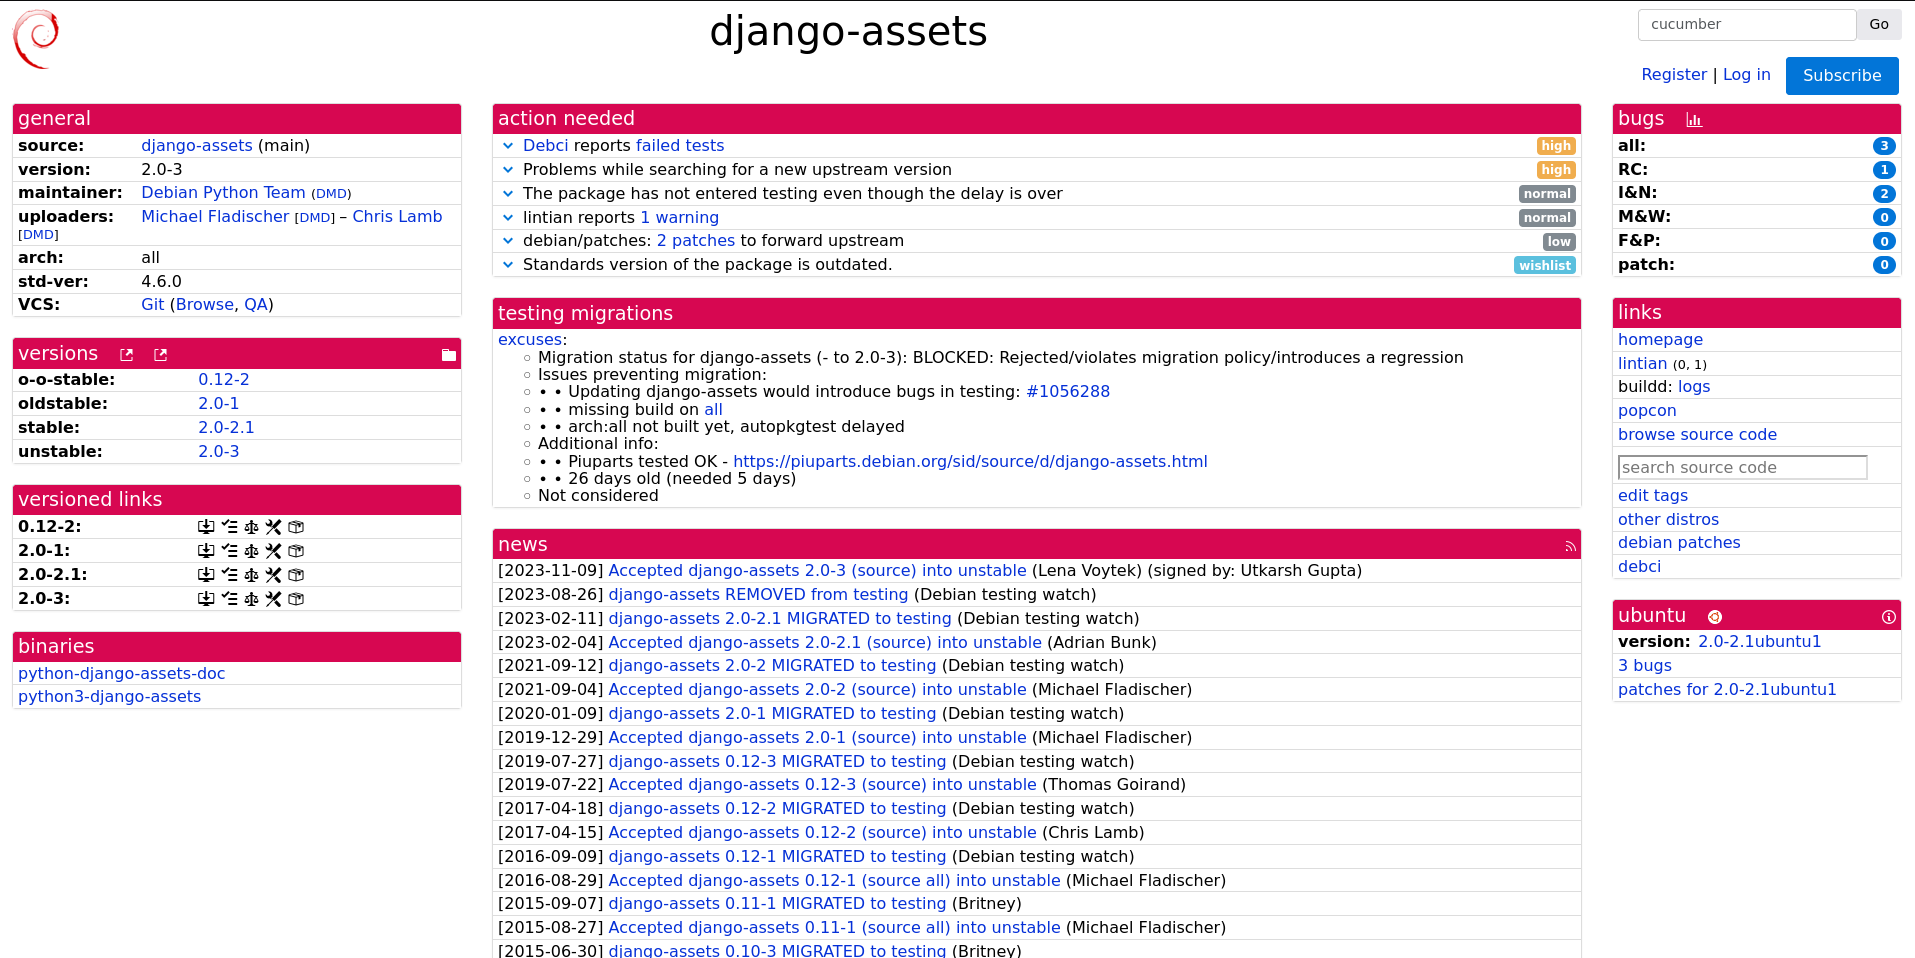 django-assets
cucumber
Go
Register | Log in
Subscribe
general
source: django-assets (main)
version: 2.0-3
maintainer: Debian Python Team (DMD)
uploaders: Michael Fladischer [DMD] – Chris Lamb
[DMD]
arch: all
std-ver: 4.6.0
VCS: Git (Browse, QA)
versions
o-o-stable: 0.12-2
oldstable: 2.0-1
stable: 2.0-2.1
unstable: 2.0-3
versioned links
0.12-2:
2.0-1:
2.0-2.1:
2.0-3:
binaries
python-django-assets-doc
python3-django-assets
action needed
Debci reports failed tests high
Problems while searching for a new upstream version high
The package has not entered testing even though the delay is over normal
lintian reports 1 warning normal
debian/patches: 2 patches to forward upstream low
Standards version of the package is outdated. wishlist
testing migrations
excuses:
Migration status for django-assets (- to 2.0-3): BLOCKED: Rejected/violates migration policy/introduces a regression
Issues preventing migration:
• • Updating django-assets would introduce bugs in testing: #1056288
• • missing build on all
• • arch:all not built yet, autopkgtest delayed
Additional info:
• • Piuparts tested OK - https://piuparts.debian.org/sid/source/d/django-assets.html
• • 26 days old (needed 5 days)
Not considered
news
[2023-11-09] Accepted django-assets 2.0-3 (source) into unstable (Lena Voytek) (signed by: Utkarsh Gupta)
[2023-08-26] django-assets REMOVED from testing (Debian testing watch)
[2023-02-11] django-assets 2.0-2.1 MIGRATED to testing (Debian testing watch)
[2023-02-04] Accepted django-assets 2.0-2.1 (source) into unstable (Adrian Bunk)
[2021-09-12] django-assets 2.0-2 MIGRATED to testing (Debian testing watch)
[2021-09-04] Accepted django-assets 2.0-2 (source) into unstable (Michael Fladischer)
[2020-01-09] django-assets 2.0-1 MIGRATED to testing (Debian testing watch)
[2019-12-29] Accepted django-assets 2.0-1 (source) into unstable (Michael Fladischer)
[2019-07-27] django-assets 0.12-3 MIGRATED to testing (Debian testing watch)
[2019-07-22] Accepted django-assets 0.12-3 (source) into unstable (Thomas Goirand)
[2017-04-18] django-assets 0.12-2 MIGRATED to testing (Debian testing watch)
[2017-04-15] Accepted django-assets 0.12-2 (source) into unstable (Chris Lamb)
[2016-09-09] django-assets 0.12-1 MIGRATED to testing (Debian testing watch)
[2016-08-29] Accepted django-assets 0.12-1 (source all) into unstable (Michael Fladischer)
[2015-09-07] django-assets 0.11-1 MIGRATED to testing (Britney)
[2015-08-27] Accepted django-assets 0.11-1 (source all) into unstable (Michael Fladischer)
[2015-06-30] django-assets 0.10-3 MIGRATED to testing (Britney)
bugs
all: 3
RC: 1
I&N: 2
M&W: 0
F&P: 0
patch: 0
links
homepage
lintian (0, 1)
buildd: logs
popcon
browse source code
search source code
edit tags
other distros
debian patches
debci
ubuntu
version: 2.0-2.1ubuntu1
3 bugs
patches for 2.0-2.1ubuntu1